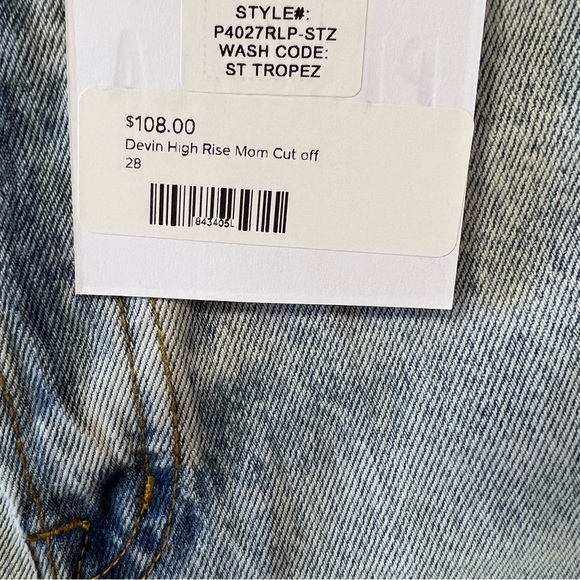 STYLE#:
P4027RLP-STZ
WASH CODE:
ST TROPEZ
$108.00
Devin High Rise Mom Cut off
28
843405L